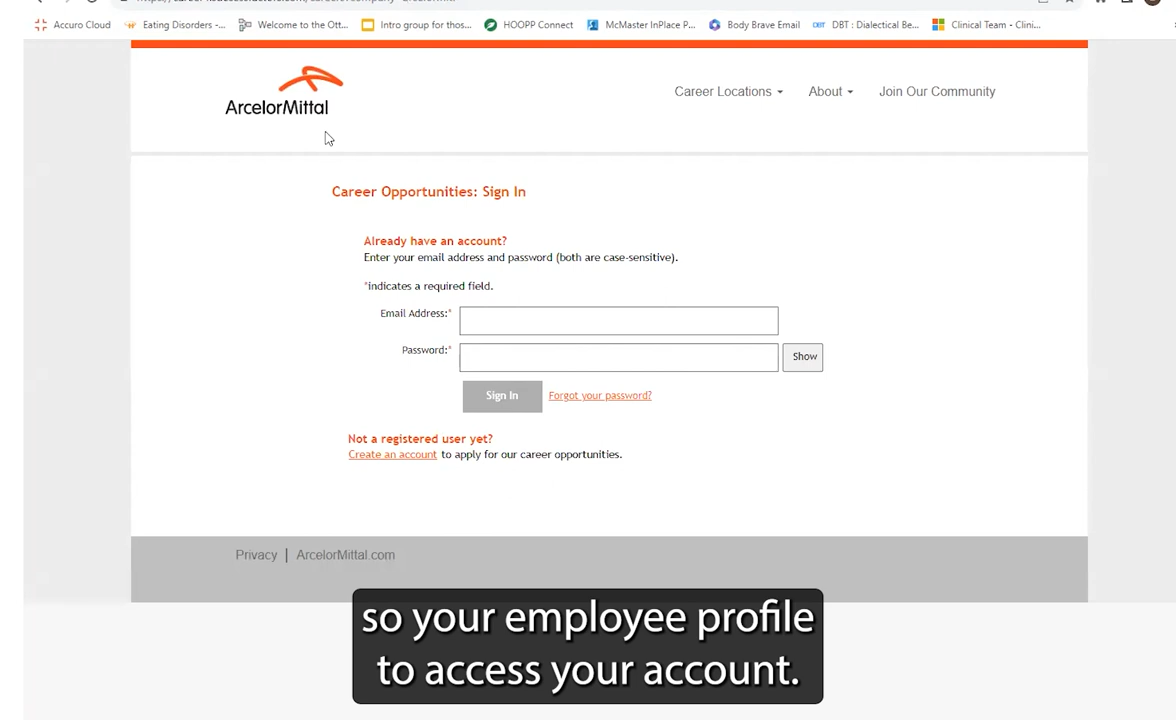 Accuro Cloud
Eating Disorders -...
Welcome to the Ott...
Intro group for thos...
HOOPP Connect
McMaster InPlace P...
Body Brave Email
DBT : Dialectical Be...
Clinical Team - Clini...
ArcelorMittal
Career Locations
About
Join Our Community
Career Opportunities: Sign In
Already have an account?
Enter your email address and password (both are case-sensitive).
*indicates a required field.
Email Address:*
Password:*
Show
Sign In
Forgot your password?
Not a registered user yet?
Create an account to apply for our career opportunities.
Privacy | ArcelorMittal.com
so your employee profile
to access your account.